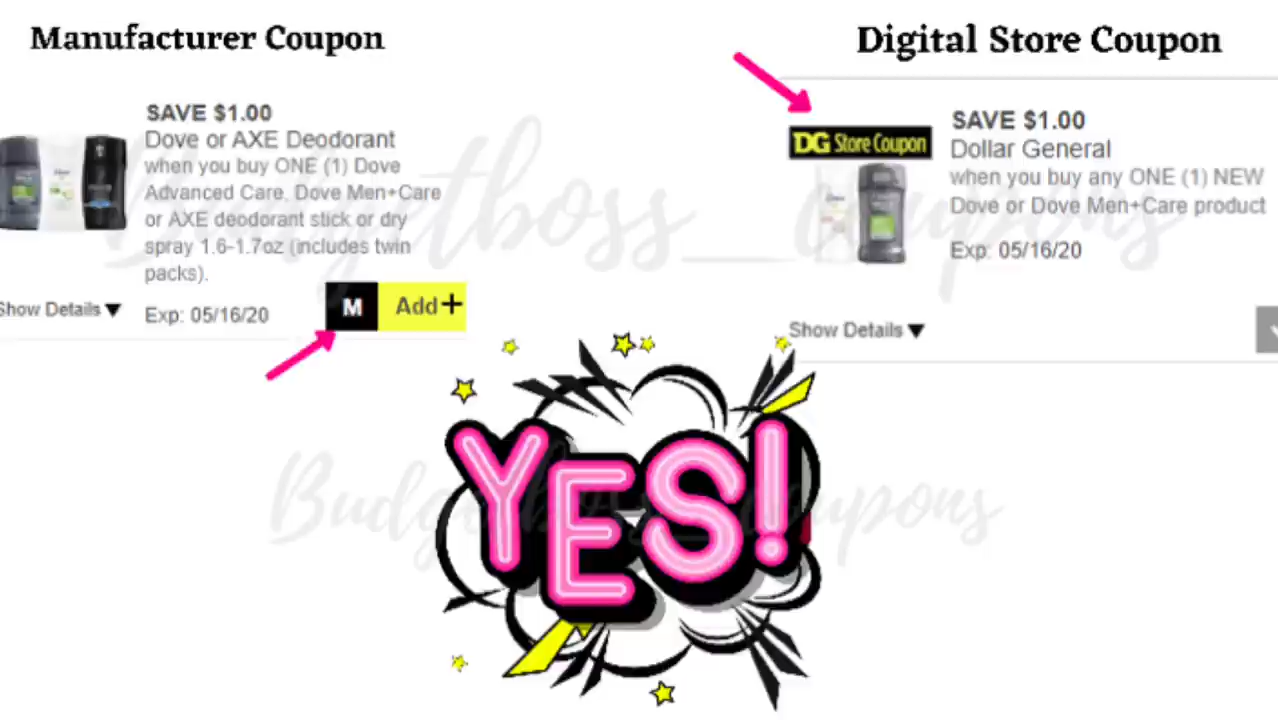 Manufacturer Coupon
SAVE $1.00
Dove or AXE Deodorant
when you buy ONE (1) Dove
Advanced Care, Dove Men+Care
or AXE deodorant stick or dry
spray 1.6-1.7oz (includes twin
packs).
Show Details ▼
Exp: 05/16/20
M
Add+
Digital Store Coupon
DG Store Coupon
SAVE $1.00
Dollar General
when you buy any ONE (1) NEW
Dove or Dove Men+Care product
Exp: 05/16/20
Show Details ▼
YES!
Budgetboss__coupons
Budgetboss__coupons